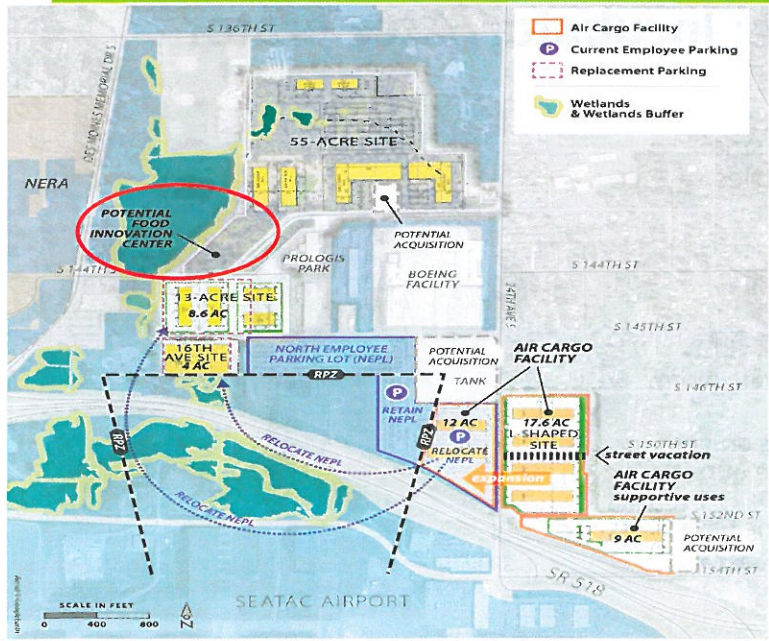 S 136TH ST
Air Cargo Facility
P Current Employee Parking
Replacement Parking
Wetlands
& Wetlands Buffer
DES MOINES MEMORIAL DR S
55-ACRE SITE
NERA
POTENTIAL
FOOD
INNOVATION
CENTER
POTENTIAL
ACQUISITION
PROLOGIS
PARK
BOEING
FACILITY
S 144TH ST
S 144TH ST
24TH AVE S
13-ACRE SITE
8.6 AC
S 145TH ST
16TH
AVE SITE
4 AC
NORTH EMPLOYEE
PARKING LOT (NEPL)
POTENTIAL
ACQUISITION
TANK
AIR CARGO
FACILITY
RPZ
S 146TH ST
P
RETAIN
NEPL
12 AC
P
RELOCATE
NEPL
17.6 AC
L-SHAPED
SITE
RPZ
RPZ
RELOCATE NEPL
RELOCATE NEPL
S 150TH ST
street vacation
expansion
AIR CARGO
FACILITY
supportive uses
S 152ND ST
9 AC
POTENTIAL
ACQUISITION
154TH ST
SR 518
SEATAC AIRPORT
SCALE IN FEET
0 400 800
N